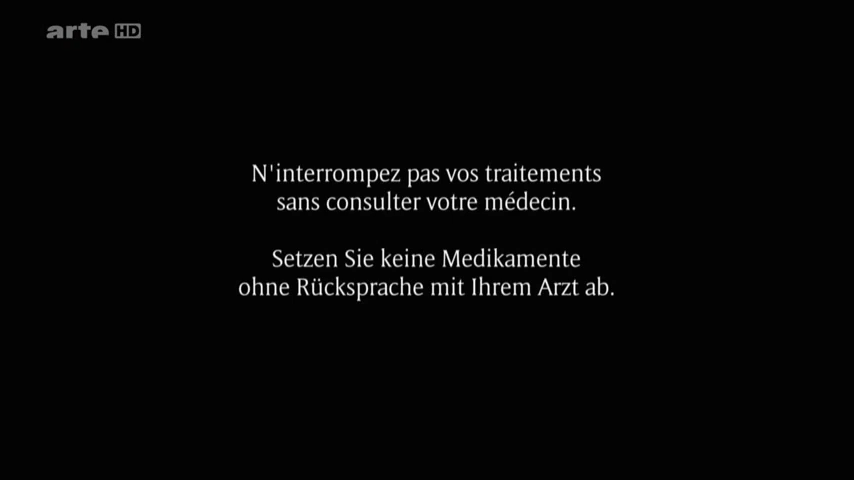 arte HD
N'interrompez pas vos traitements
sans consulter votre médecin.
Setzen Sie keine Medikamente
ohne Rücksprache mit Ihrem Arzt ab.